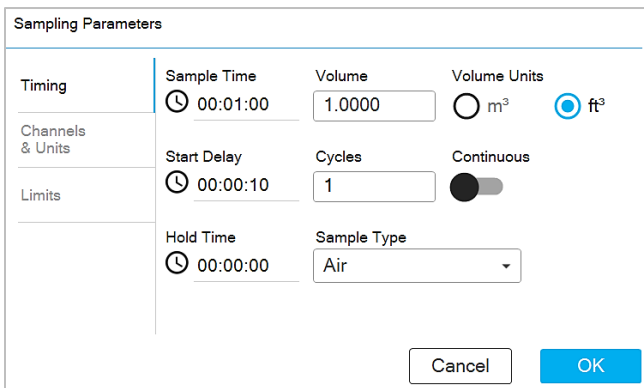 Sampling Parameters
Timing
Channels
& Units
Limits
Sample Time
00:01:00
Volume
1.0000
Volume Units
m³
ft³
Start Delay
00:00:10
Cycles
1
Continuous
Hold Time
00:00:00
Sample Type
Air
Cancel
OK